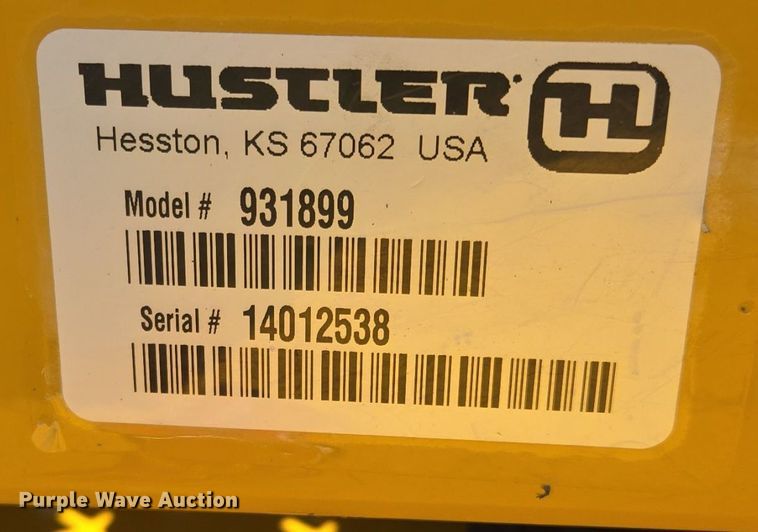 HUSTLER H
Hesston, KS 67062 USA
Model # 931899
Serial # 14012538
Purple Wave Auction